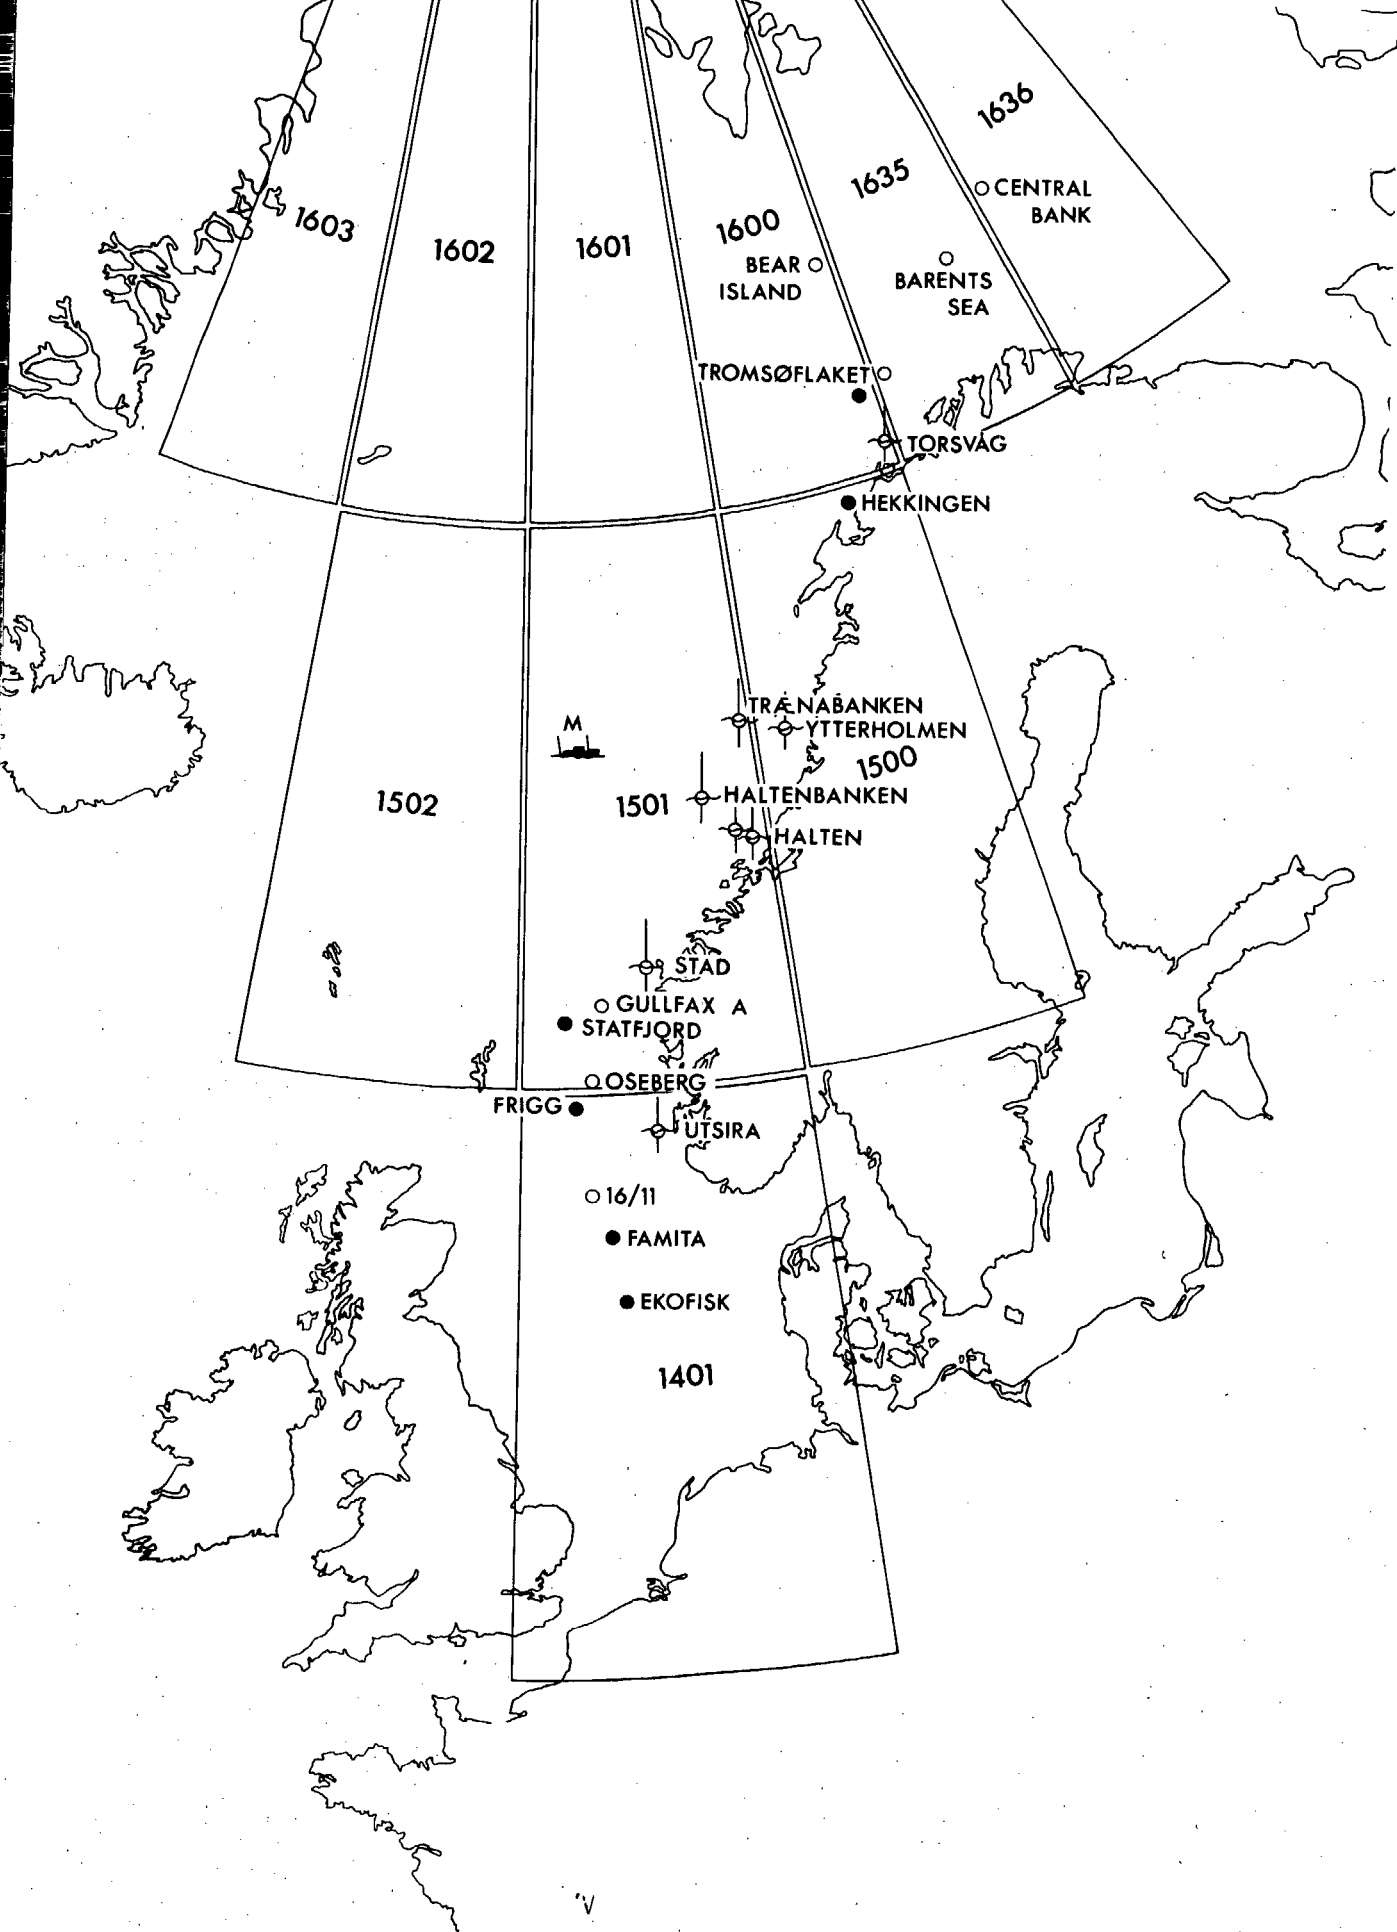 1636
1635
CENTRAL
BANK
1603
1602
1601
1600
BEAR
ISLAND
BARENTS
SEA
TROMSØFLAKET
TORSVÅG
HEKKINGEN
TRÆNABANKEN
M
YTTERHOLMEN
1500
1502
1501
HALTENBANKEN
HALTEN
STAD
GULLFAX A
STATFJORD
OSEBERG
FRIGG
UTSIRA
16/11
FAMITA
EKOFISK
1401